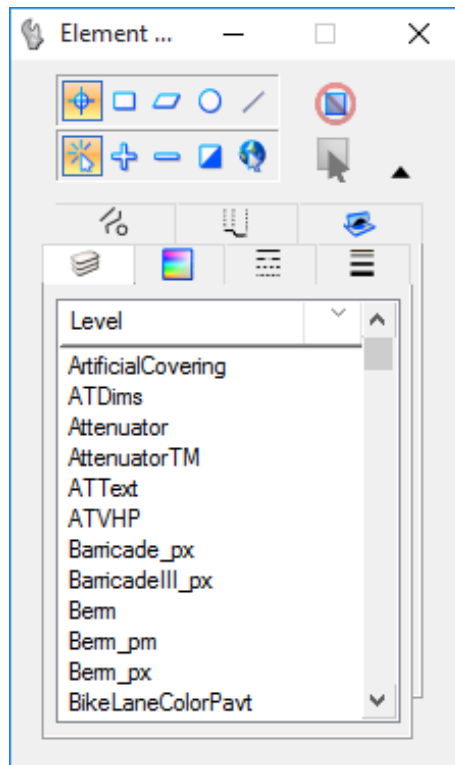 Element ...
Level
ArtificialCovering
ATDims
Attenuator
AttenuatorTM
ATText
ATVHP
Barricade_px
BarricadeIII_px
Berm
Berm_pm
Berm_px
BikeLaneColorPavt